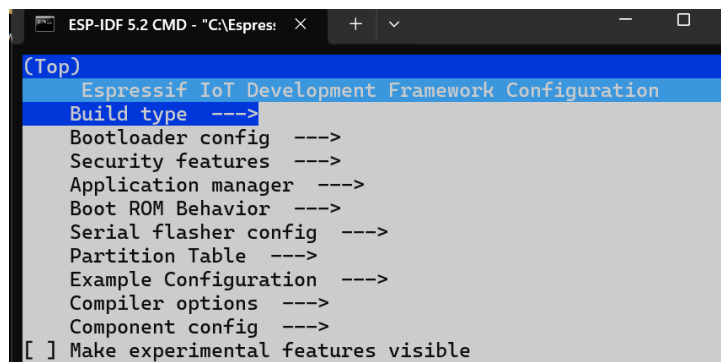 ESP-IDF 5.2 CMD - "C:\Espres:
(Top)
Espressif IoT Development Framework Configuration
Build type --->
Bootloader config --->
Security features --->
Application manager --->
Boot ROM Behavior --->
Serial flasher config --->
Partition Table --->
Example Configuration --->
Compiler options --->
Component config --->
[ ] Make experimental features visible